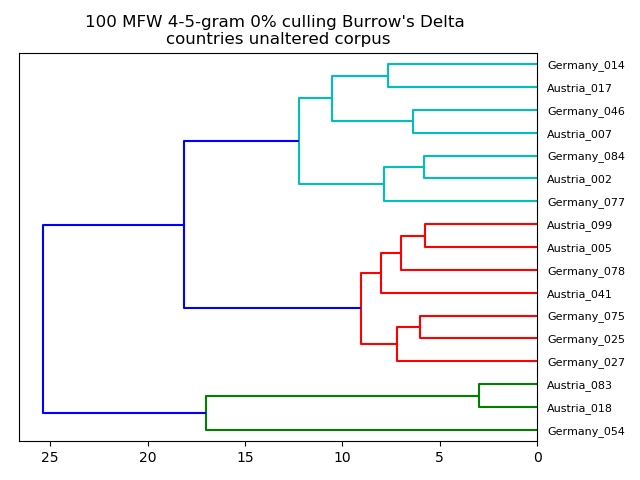 100 MFW 4-5-gram 0% culling Burrow's Delta
countries unaltered corpus
Germany_014
Austria_017
Germany_046
Austria_007
Germany_084
Austria_002
Germany_077
Austria_099
Austria_005
Germany_078
Austria_041
Germany_075
Germany_025
Germany_027
Austria_083
Austria_018
Germany_054
25 20 15 10 5 0